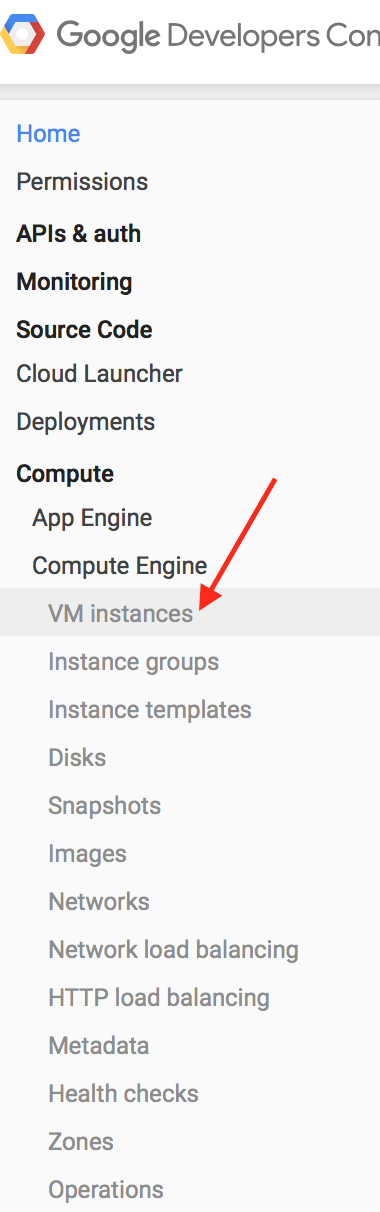 Google Developers Con
Home
Permissions
APIs & auth
Monitoring
Source Code
Cloud Launcher
Deployments
Compute
App Engine
Compute Engine
VM instances
Instance groups
Instance templates
Disks
Snapshots
Images
Networks
Network load balancing
HTTP load balancing
Metadata
Health checks
Zones
Operations